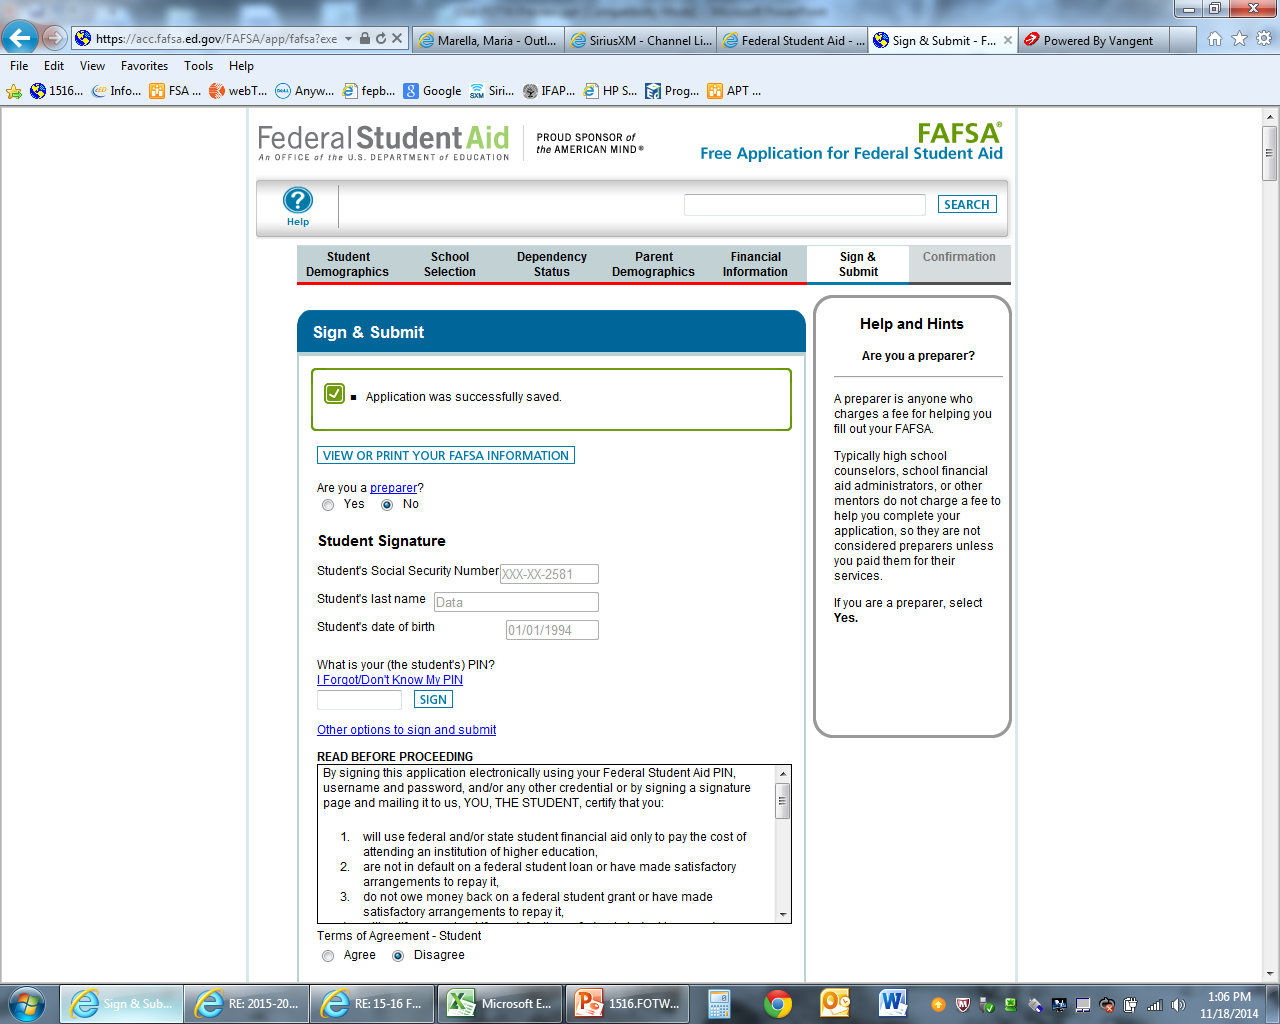 https://acc.fafsa.ed.gov/FAFSA/app/fafsa?exe
Marella, Maria - Outl...
SiriusXM - Channel Li...
Federal Student Aid - ...
Sign & Submit - F...
Powered By Vangent
File Edit View Favorites Tools Help
1516... Info... FSA ... webT... Anyw... fepb... Google Siri... IFAP... HP S... Prog... APT ...
Federal Student Aid
An OFFICE of the U.S. DEPARTMENT of EDUCATION
PROUD SPONSOR of
the AMERICAN MIND®
FAFSA®
Free Application for Federal Student Aid
Help
SEARCH
Student Demographics
School Selection
Dependency Status
Parent Demographics
Financial Information
Sign & Submit
Confirmation
Sign & Submit
Application was successfully saved.
VIEW OR PRINT YOUR FAFSA INFORMATION
Are you a preparer?
Yes No
Student Signature
Student's Social Security Number XXX-XX-2581
Student's last name Data
Student's date of birth 01/01/1994
What is your (the student's) PIN?
I Forgot/Don't Know My PIN
SIGN
Other options to sign and submit
READ BEFORE PROCEEDING
By signing this application electronically using your Federal Student Aid PIN,
username and password, and/or any other credential or by signing a signature
page and mailing it to us, YOU, THE STUDENT, certify that you:
1. will use federal and/or state student financial aid only to pay the cost of
attending an institution of higher education,
2. are not in default on a federal student loan or have made satisfactory
arrangements to repay it,
3. do not owe money back on a federal student grant or have made
satisfactory arrangements to repay it,
Terms of Agreement - Student
Agree Disagree
Help and Hints
Are you a preparer?
A preparer is anyone who
charges a fee for helping you
fill out your FAFSA.
Typically high school
counselors, school financial
aid administrators, or other
mentors do not charge a fee to
help you complete your
application, so they are not
considered preparers unless
you paid them for their
services.
If you are a preparer, select
Yes.
Sign & Sub...
RE: 2015-20...
RE: 15-16 F...
Microsoft E...
1516.FOTW...
1:06 PM
11/18/2014